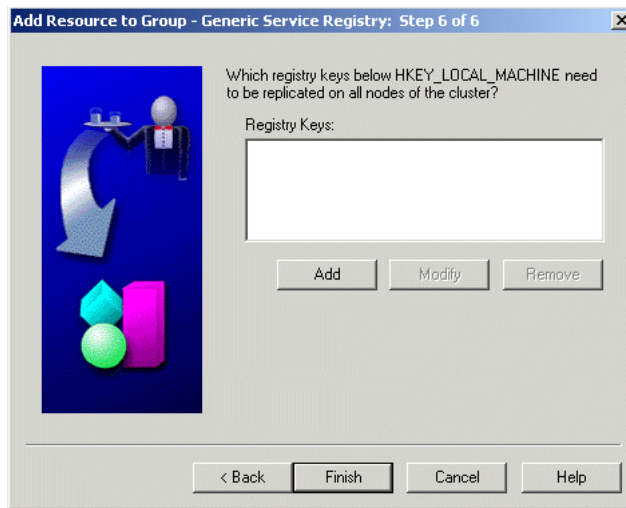 Add Resource to Group - Generic Service Registry: Step 6 of 6
Which registry keys below HKEY_LOCAL_MACHINE need
to be replicated on all nodes of the cluster?
Registry Keys:
Add Modify Remove
< Back Finish Cancel Help